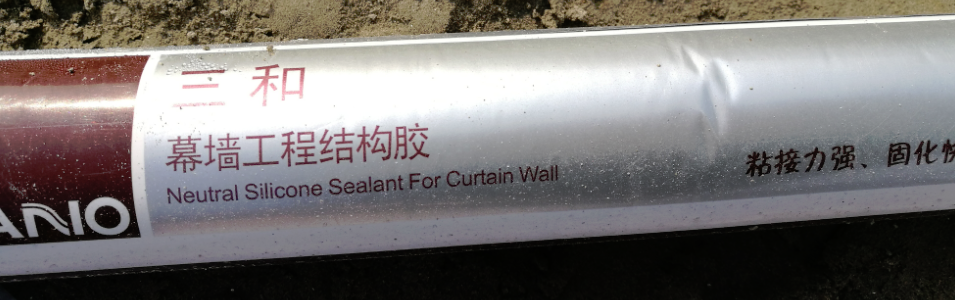 三和
幕墙工程结构胶
Neutral Silicone Sealant For Curtain Wall
粘接力强、固化快
ANO